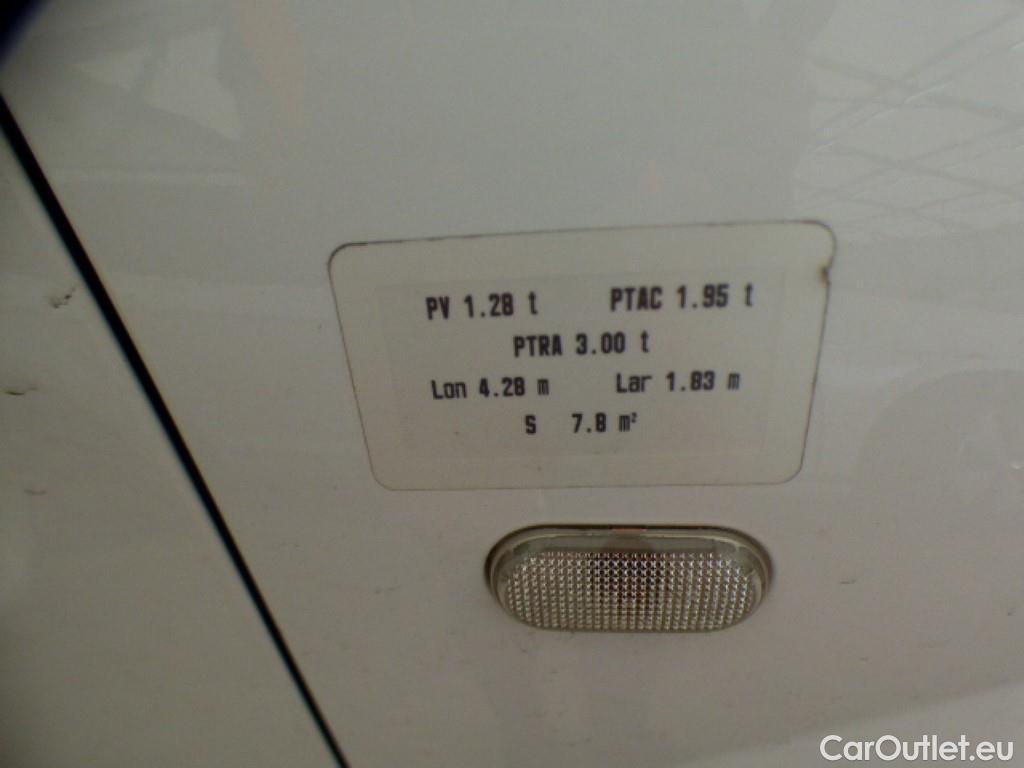 PV 1.28 t PTAC 1.95 t
PTRA 3.00 t
Lon 4.28 m Lar 1.83 m
S 7.8 m²
CarOutlet.eu